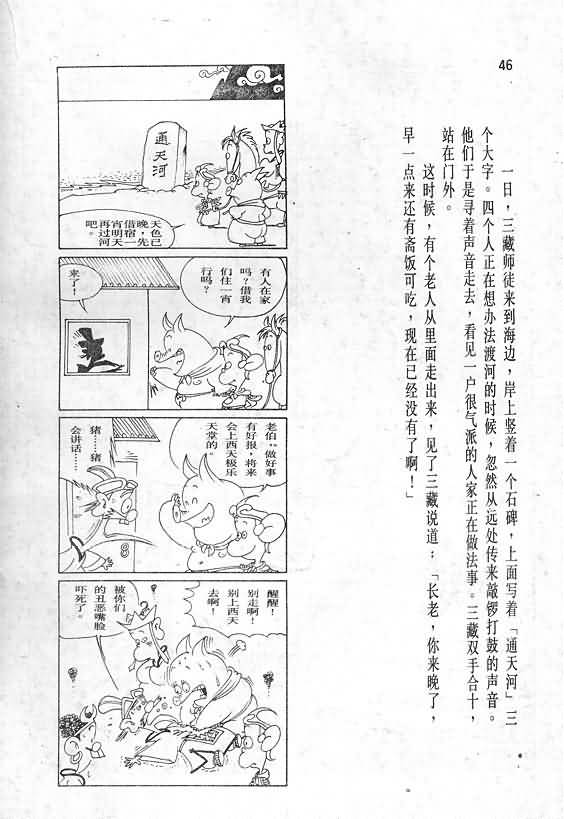 46
一日，三藏师徒来到海边，岸上竖着一个石碑，上面写着「通天河」三
个大字。四个人正在想办法渡河的时候，忽然从远处传来敲锣打鼓的声音。
他们于是寻着声音走去，看见一户很气派的人家正在做法事。三藏双手合十，
站在门外。
这时候，有个老人从里面走出来，见了三藏说道：「长老，你来晚了，
早一点来还有斋饭可吃，现在已经没有了啊！」
通天河
天色已
晚，先
借宿一
宵明天
再过河
吧。
有人在家
吗？借我
们住一宵
行吗？
来了！
老伯，做好事
有好报，将来
会上西天极乐
天堂的。
猪……猪
会讲话……
醒醒！
别走啊！
别上西天
去啊！
被你们
的丑恶嘴脸
吓死了。